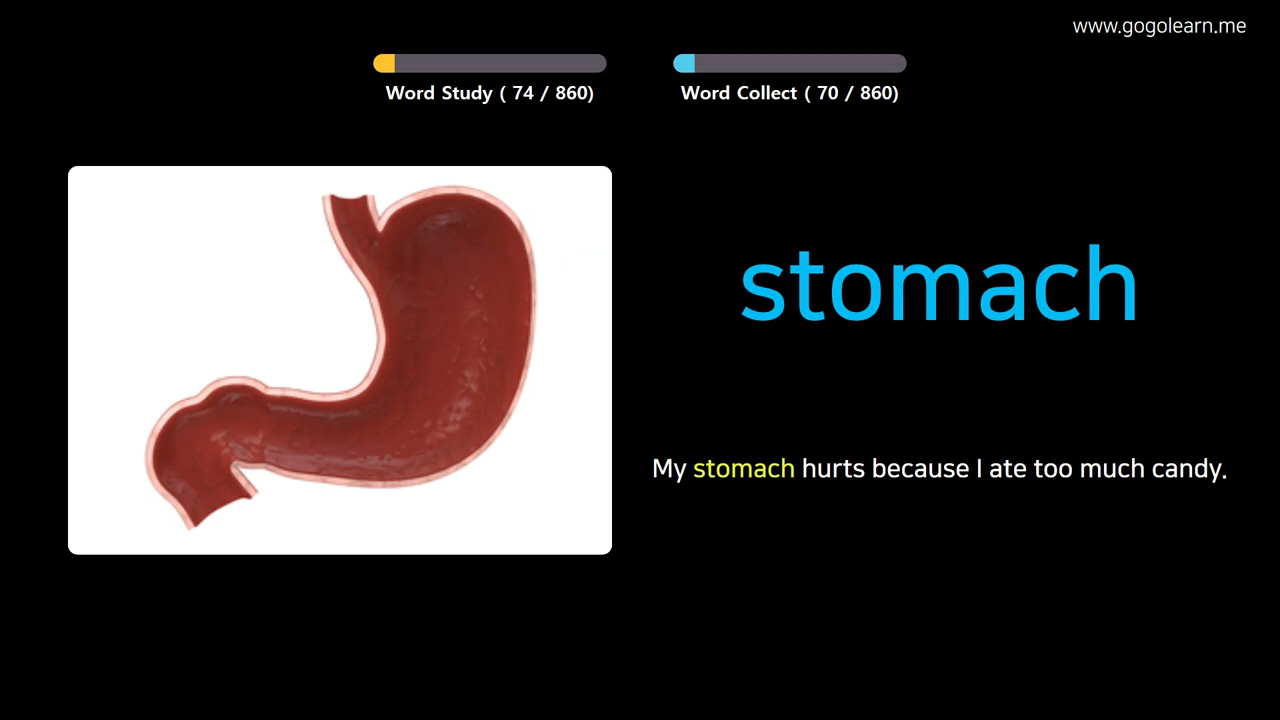 www.gogolearn.me
Word Study ( 74 / 860)
Word Collect ( 70 / 860)
stomach
My stomach hurts because I ate too much candy.